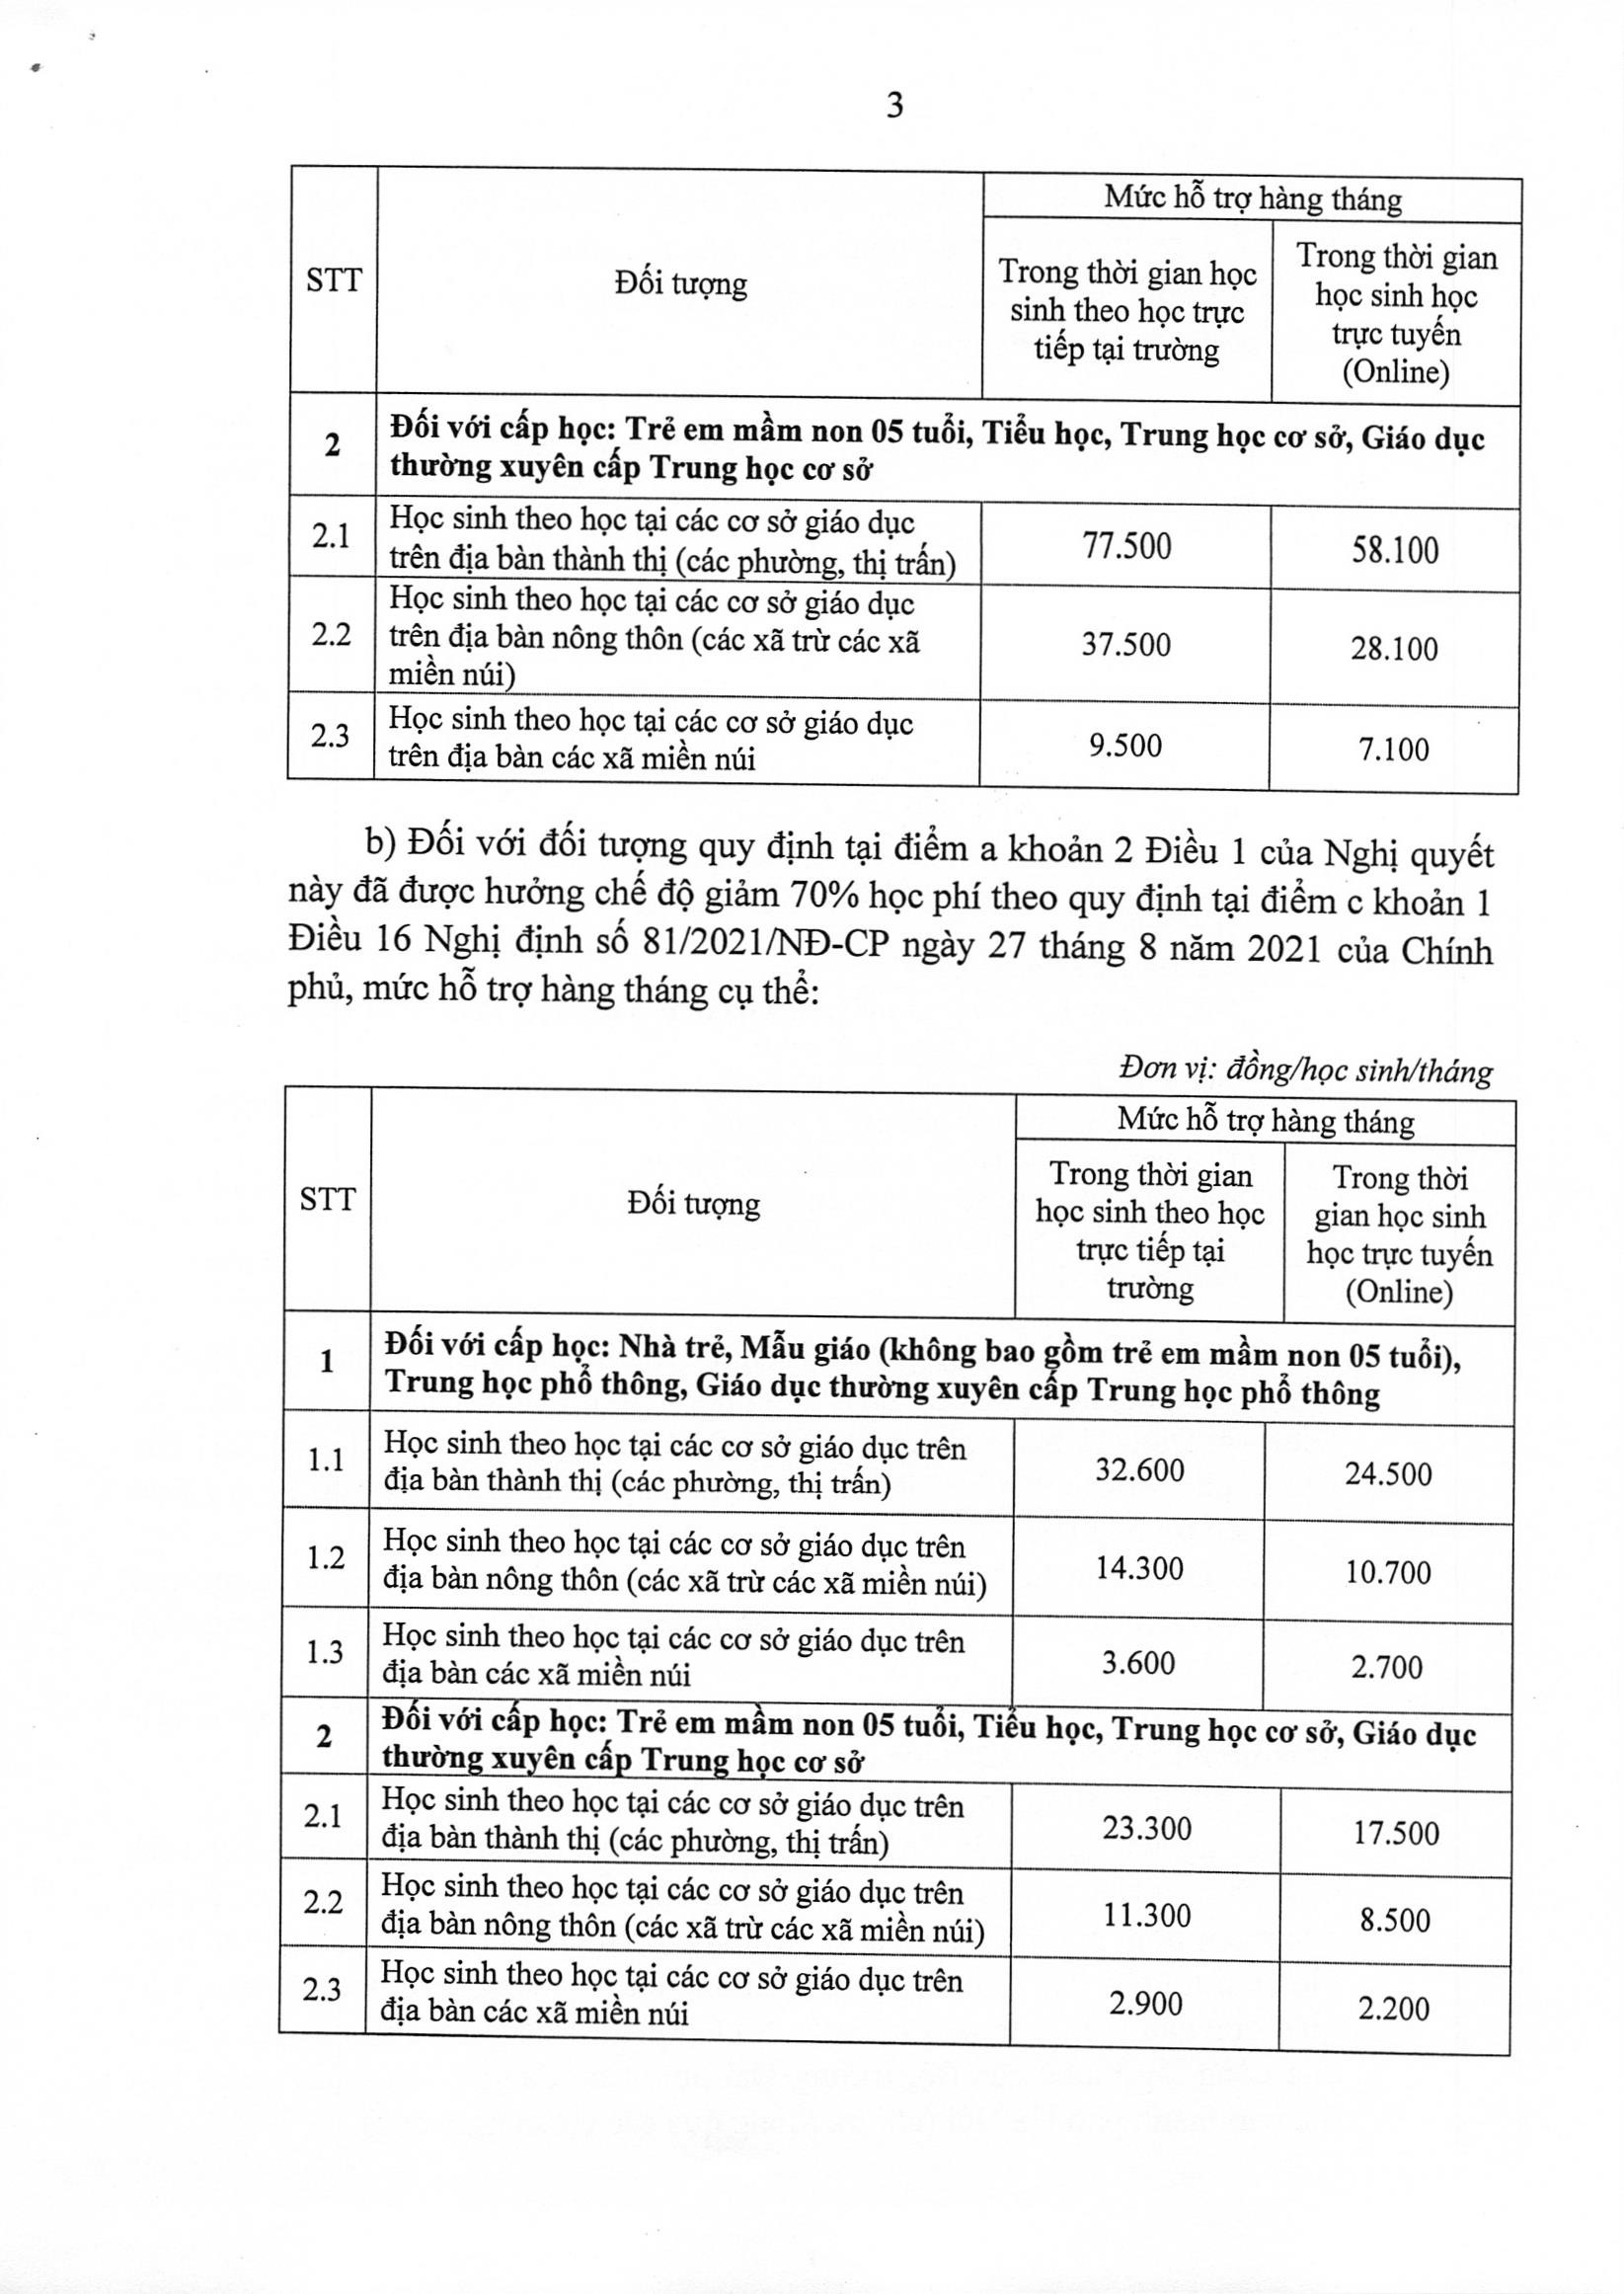 3
Mức hỗ trợ hàng tháng
STT
Đối tượng
Trong thời gian học
sinh theo học trực
tiếp tại trường
Trong thời gian
học sinh học
trực tuyến
(Online)
2
Đối với cấp học: Trẻ em mầm non 05 tuổi, Tiểu học, Trung học cơ sở, Giáo dục
thường xuyên cấp Trung học cơ sở
2.1
Học sinh theo học tại các cơ sở giáo dục
trên địa bàn thành thị (các phường, thị trấn)
77.500
58.100
2.2
Học sinh theo học tại các cơ sở giáo dục
trên địa bàn nông thôn (các xã trừ các xã
miền núi)
37.500
28.100
2.3
Học sinh theo học tại các cơ sở giáo dục
trên địa bàn các xã miền núi
9.500
7.100
b) Đối với đối tượng quy định tại điểm a khoản 2 Điều 1 của Nghị quyết
này đã được hưởng chế độ giảm 70% học phí theo quy định tại điểm c khoản 1
Điều 16 Nghị định số 81/2021/NĐ-CP ngày 27 tháng 8 năm 2021 của Chính
phủ, mức hỗ trợ hàng tháng cụ thể:
Đơn vị: đồng/học sinh/tháng
Mức hỗ trợ hàng tháng
STT
Đối tượng
Trong thời gian
học sinh theo học
trực tiếp tại
trường
Trong thời
gian học sinh
học trực tuyến
(Online)
1
Đối với cấp học: Nhà trẻ, Mẫu giáo (không bao gồm trẻ em mầm non 05 tuổi),
Trung học phổ thông, Giáo dục thường xuyên cấp Trung học phổ thông
1.1
Học sinh theo học tại các cơ sở giáo dục trên
địa bàn thành thị (các phường, thị trấn)
32.600
24.500
1.2
Học sinh theo học tại các cơ sở giáo dục trên
địa bàn nông thôn (các xã trừ các xã miền núi)
14.300
10.700
1.3
Học sinh theo học tại các cơ sở giáo dục trên
địa bàn các xã miền núi
3.600
2.700
2
Đối với cấp học: Trẻ em mầm non 05 tuổi, Tiểu học, Trung học cơ sở, Giáo dục
thường xuyên cấp Trung học cơ sở
2.1
Học sinh theo học tại các cơ sở giáo dục trên
địa bàn thành thị (các phường, thị trấn)
23.300
17.500
2.2
Học sinh theo học tại các cơ sở giáo dục trên
địa bàn nông thôn (các xã trừ các xã miền núi)
11.300
8.500
2.3
Học sinh theo học tại các cơ sở giáo dục trên
địa bàn các xã miền núi
2.900
2.200